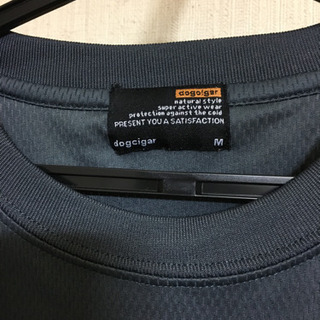 dogcigar
natural style
super active wear
protection against the cold
PRESENT YOU A SATISFACTION
dogcigar M